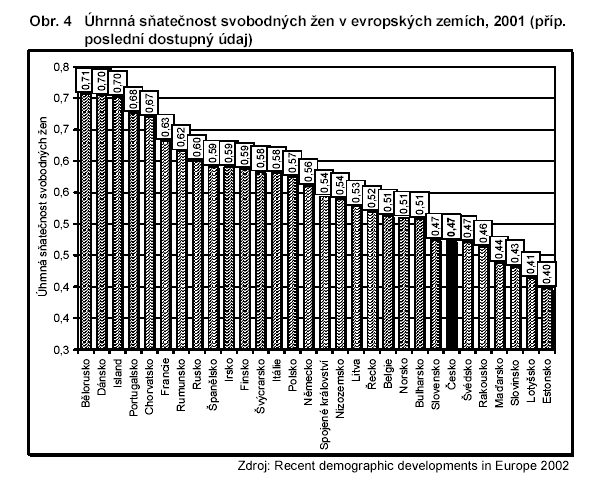 Obr. 4 Úhrnná sňatečnost svobodných žen v evropských zemích, 2001 (příp.
poslední dostupný údaj)
Úhrnná sňatečnost svobodných žen
0,8
0,7
0,7
0,6
0,6
0,5
0,5
0,4
0,4
0,3
0,71
0,70
0,70
0,68
0,67
0,63
0,62
0,60
0,59
0,59
0,59
0,58
0,58
0,57
0,56
0,54
0,54
0,53
0,52
0,51
0,51
0,51
0,47
0,47
0,47
0,46
0,44
0,43
0,41
0,40
Bělorusko
Dánsko
Island
Portugalsko
Chorvatsko
Francie
Rumunsko
Rusko
Španělsko
Irsko
Finsko
Švýcrarsko
Itálie
Polsko
Německo
Spojené království
Nizozemsko
Litva
Řecko
Belgie
Norsko
Bulharsko
Slovensko
Česko
Švédsko
Rakousko
Maďarsko
Slovinsko
Lotyšsko
Estonsko
Zdroj: Recent demographic developments in Europe 2002